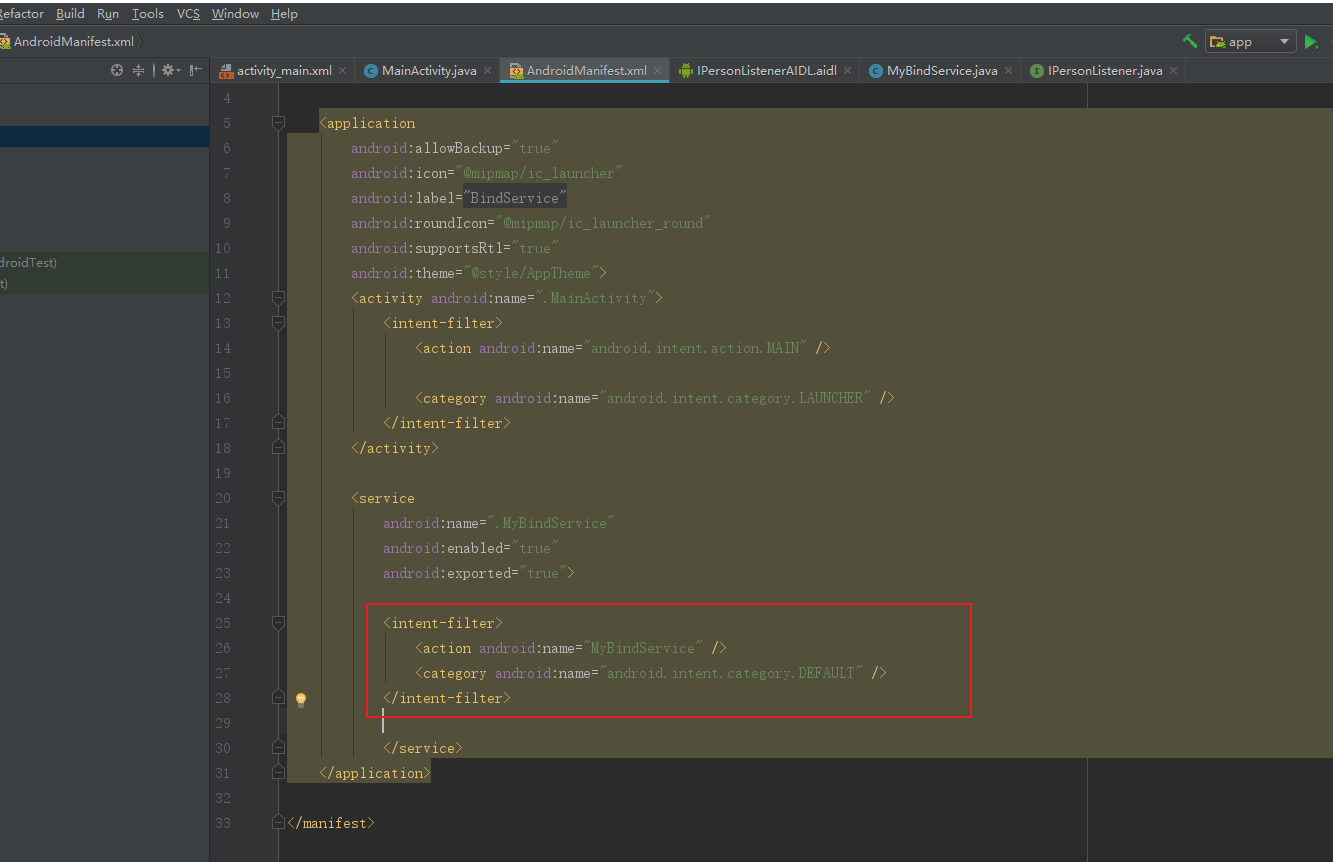 Refactor Build Run Tools VCS Window Help
AndroidManifest.xml
app
activity_main.xml MainActivity.java AndroidManifest.xml IPersonListenerAIDL.aidl MyBindService.java IPersonListener.java
4
5 <application
6 android:allowBackup="true"
7 android:icon="@mipmap/ic_launcher"
8 android:label="BindService"
9 android:roundIcon="@mipmap/ic_launcher_round"
10 android:supportsRtl="true"
droidTest)
11 android:theme="@style/AppTheme">
t)
12 <activity android:name=".MainActivity">
13 <intent-filter>
14 <action android:name="android.intent.action.MAIN" />
15
16 <category android:name="android.intent.category.LAUNCHER" />
17 </intent-filter>
18 </activity>
19
20 <service
21 android:name=".MyBindService"
22 android:enabled="true"
23 android:exported="true">
24
25 <intent-filter>
26 <action android:name="MyBindService" />
27 <category android:name="android.intent.category.DEFAULT" />
28 </intent-filter>
29
30 </service>
31 </application>
32
33 </manifest>